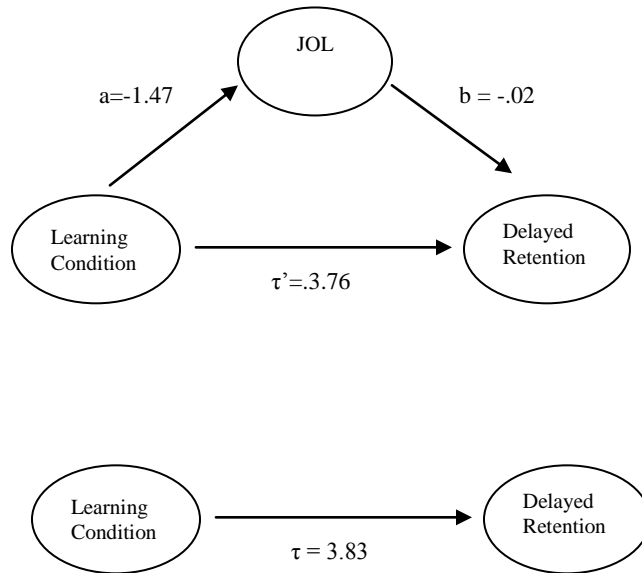 JOL
a=-1.47
b = -.02
Learning
Condition
Delayed
Retention
τ’=.3.76
Learning
Condition
Delayed
Retention
τ = 3.83